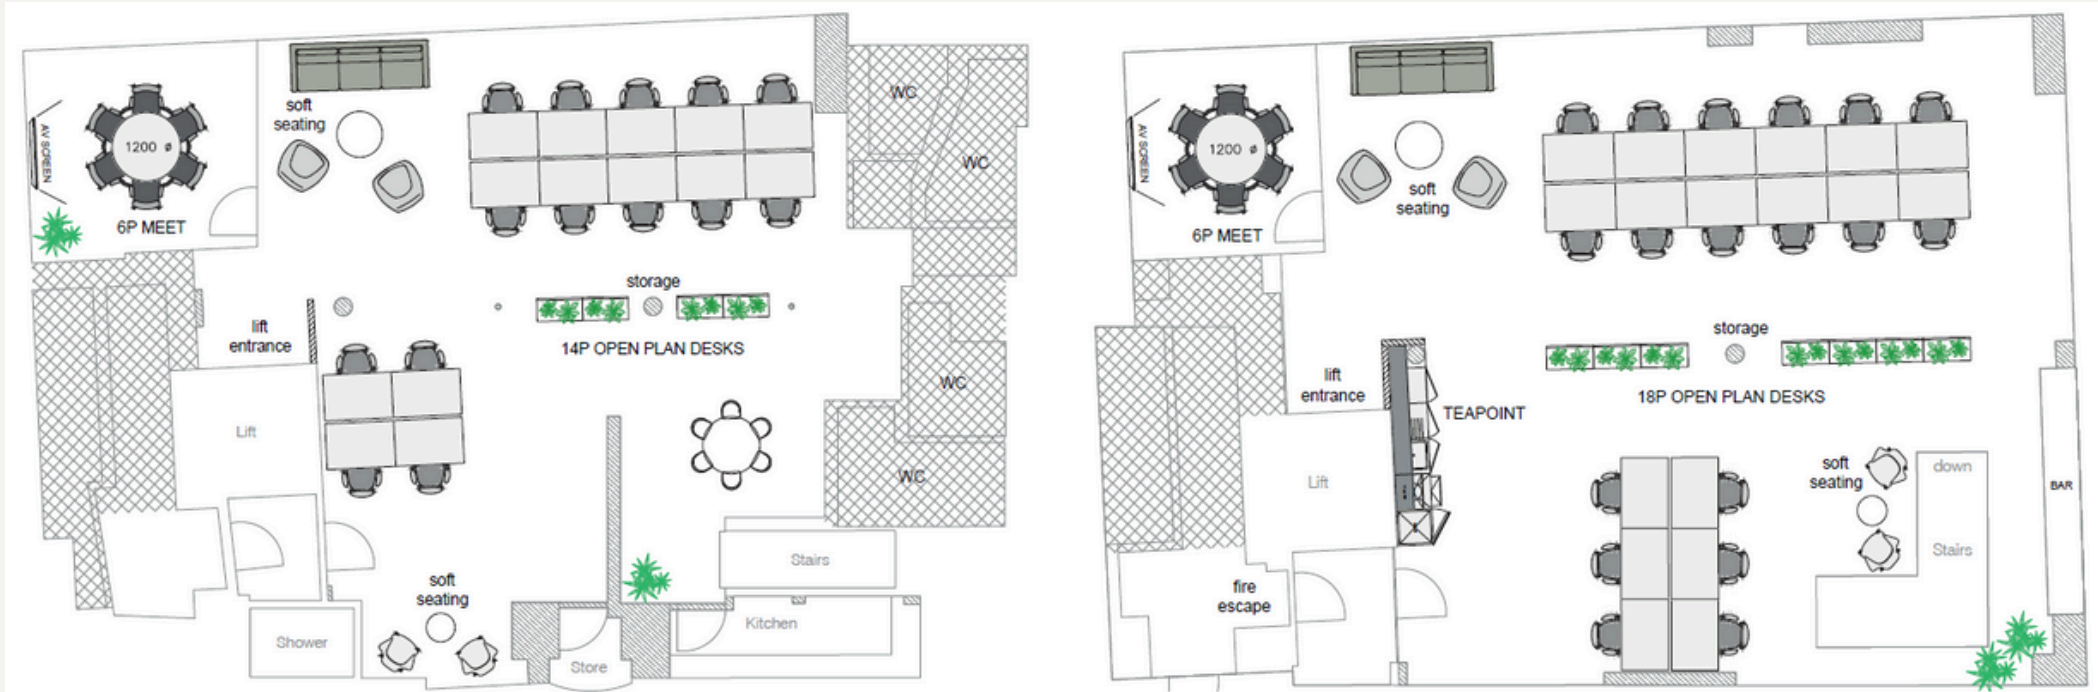 AV SCREEN
1200 Ø
6P MEET
soft
seating
WC
WC
storage
14P OPEN PLAN DESKS
lift
entrance
Lift
WC
WC
soft
seating
Stairs
Kitchen
Shower
Store
AV SCREEN
1200 Ø
6P MEET
soft
seating
storage
18P OPEN PLAN DESKS
lift
entrance
TEAPOINT
Lift
soft
seating
down
BAR
Stairs
fire
escape